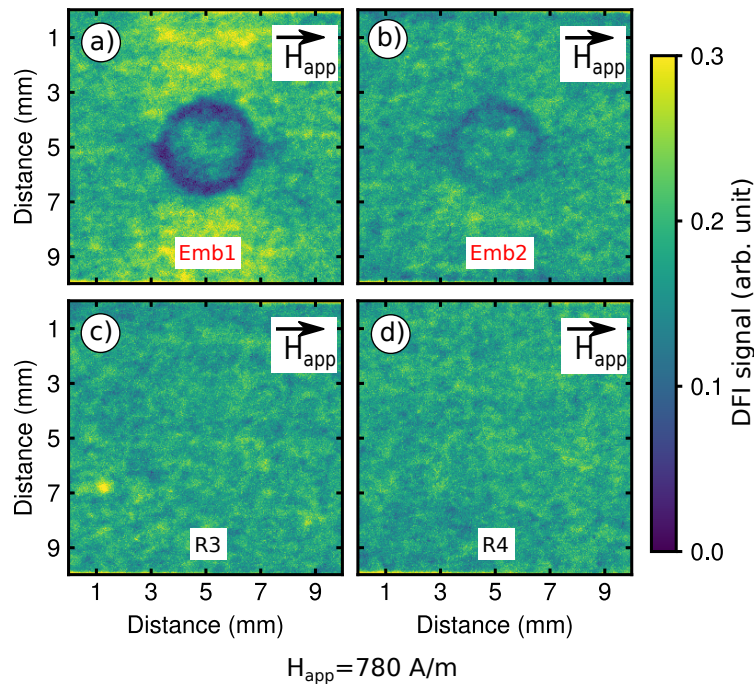 a)
H_app
Emb1
b)
H_app
Emb2
c)
H_app
R3
d)
H_app
R4
Distance (mm)
1
3
5
7
9
Distance (mm)
1
3
5
7
9
1
3
5
7
9
Distance (mm)
1
3
5
7
9
Distance (mm)
0.3
0.2
0.1
0.0
DFI signal (arb. unit)
H_app=780 A/m